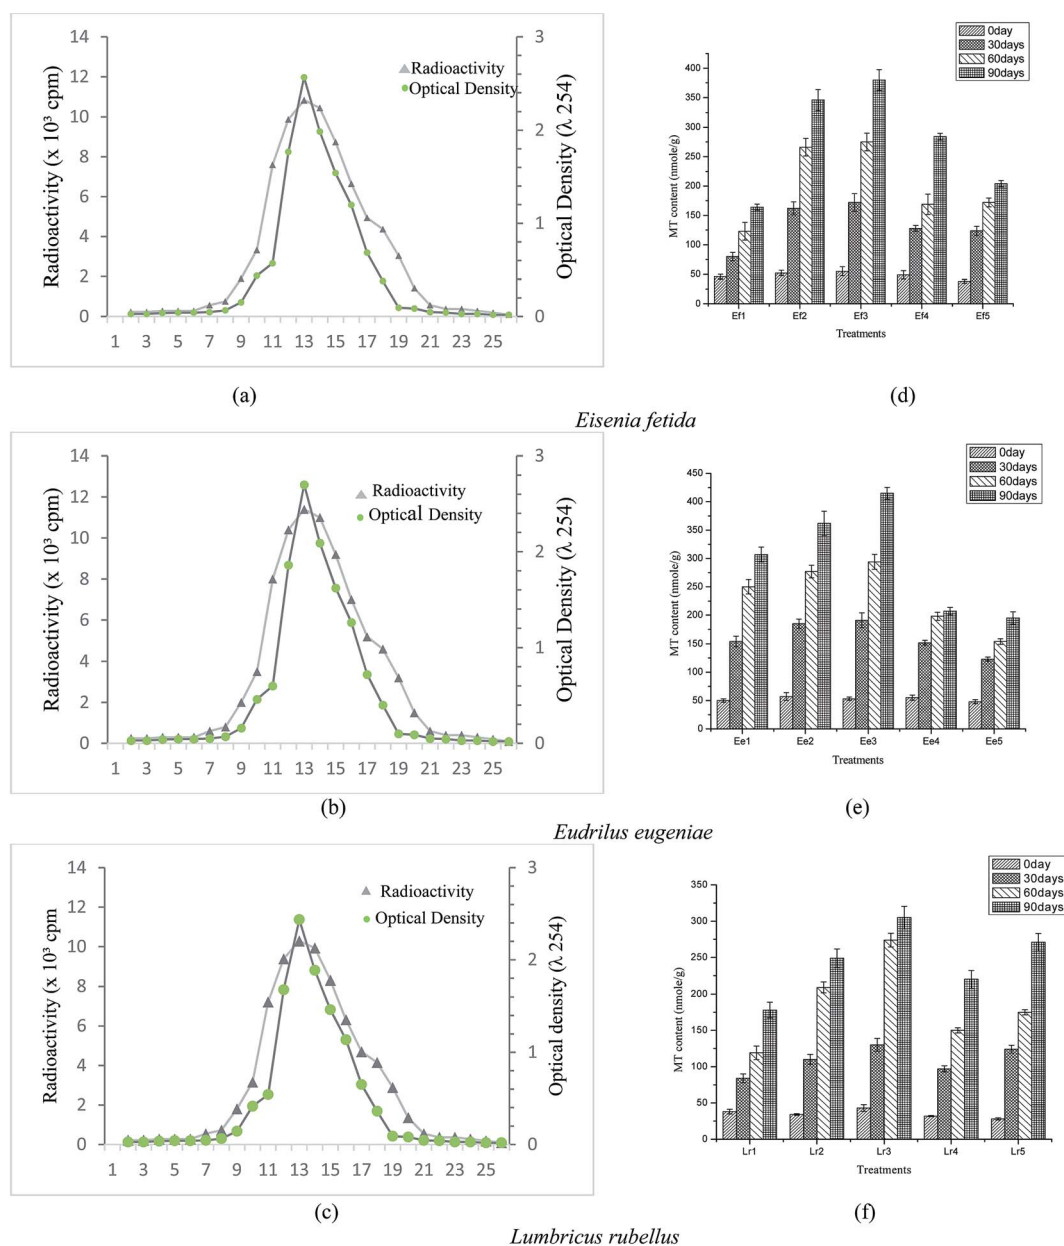 14
12
10
8
6
4
2
0
Radioactivity (x 10³ cpm)
3
2
1
0
Optical Density (λ 254)
Radioactivity
Optical Density
1 3 5 7 9 11 13 15 17 19 21 23 25
(a)
0day
30days
60days
90days
400
350
300
250
200
150
100
50
0
MT content (nmole/g)
Ef1 Ef2 Ef3 Ef4 Ef5
Treatments
(d)
Eisenia fetida
14
12
10
8
6
4
2
0
Radioactivity (x 10³ cpm)
3
2
1
0
Optical Density (λ 254)
Radioactivity
Optical Density
1 3 5 7 9 11 13 15 17 19 21 23 25
(b)
0day
30days
60days
90days
450
400
350
300
250
200
150
100
50
0
MT content (nmole/g)
Ee1 Ee2 Ee3 Ee4 Ee5
Treatments
(e)
Eudrilus eugeniae
14
12
10
8
6
4
2
0
Radioactivity (x 10³ cpm
3
2
1
0
Optical density (λ 254)
Radioactivity
Optical Density
1 3 5 7 9 11 13 15 17 19 21 23 25
(c)
0day
30days
60days
90days
350
300
250
200
150
100
50
0
MT content (nmole/g)
Lr1 Lr2 Lr3 Lr4 Lr5
Treatments
(f)
Lumbricus rubellus